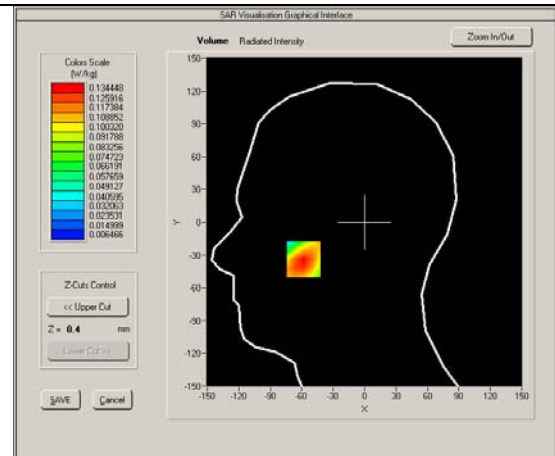 SAR Visualisation Graphical Interface
Volume Radiated Intensity
Zoom In/Out
Colors Scale
(W/kg)
0.134448
0.125916
0.117384
0.108852
0.100320
0.091788
0.083256
0.074723
0.066191
0.057659
0.049127
0.040595
0.032063
0.023531
0.014999
0.006466
Z-Cuts Control
<< Upper Cut
Z = 0.4 mm
Lower Cut >>
SAVE Cancel
150
120
90
60
30
0
-30
-60
-90
-120
-150
Y
-150 -120 -90 -60 -30 0 30 60 90 120 150
X